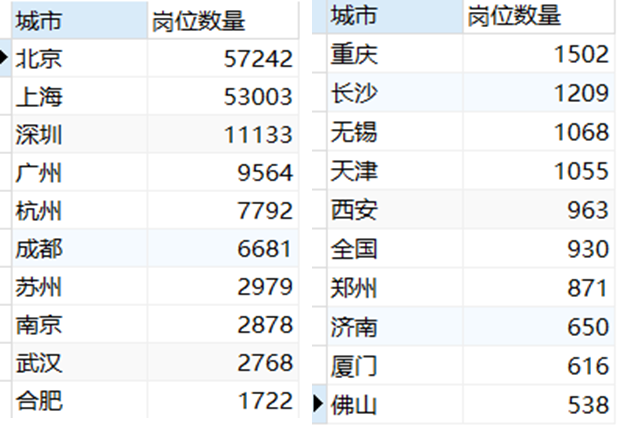 城市 岗位数量
北京 57242
上海 53003
深圳 11133
广州 9564
杭州 7792
成都 6681
苏州 2979
南京 2878
武汉 2768
合肥 1722
城市 岗位数量
重庆 1502
长沙 1209
无锡 1068
天津 1055
西安 963
全国 930
郑州 871
济南 650
厦门 616
佛山 538